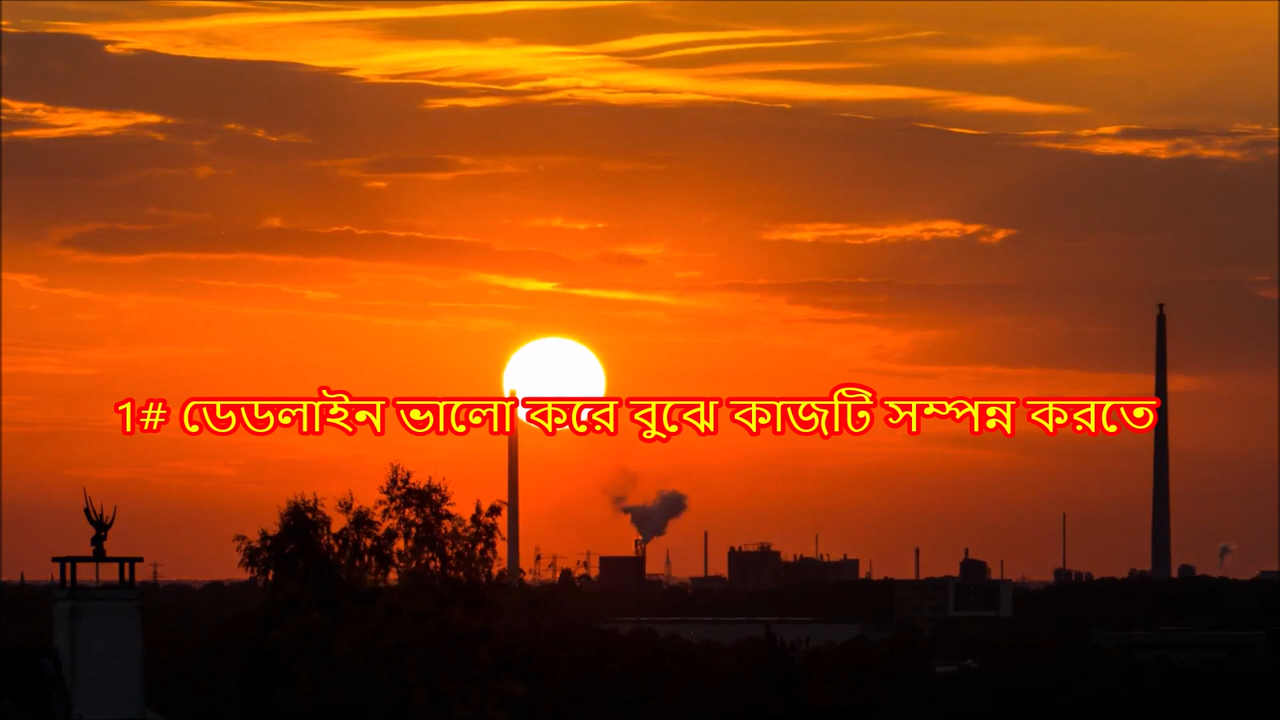 1# ডেডলাইন ভালো করে বুঝে কাজটি সম্পন্ন করতে